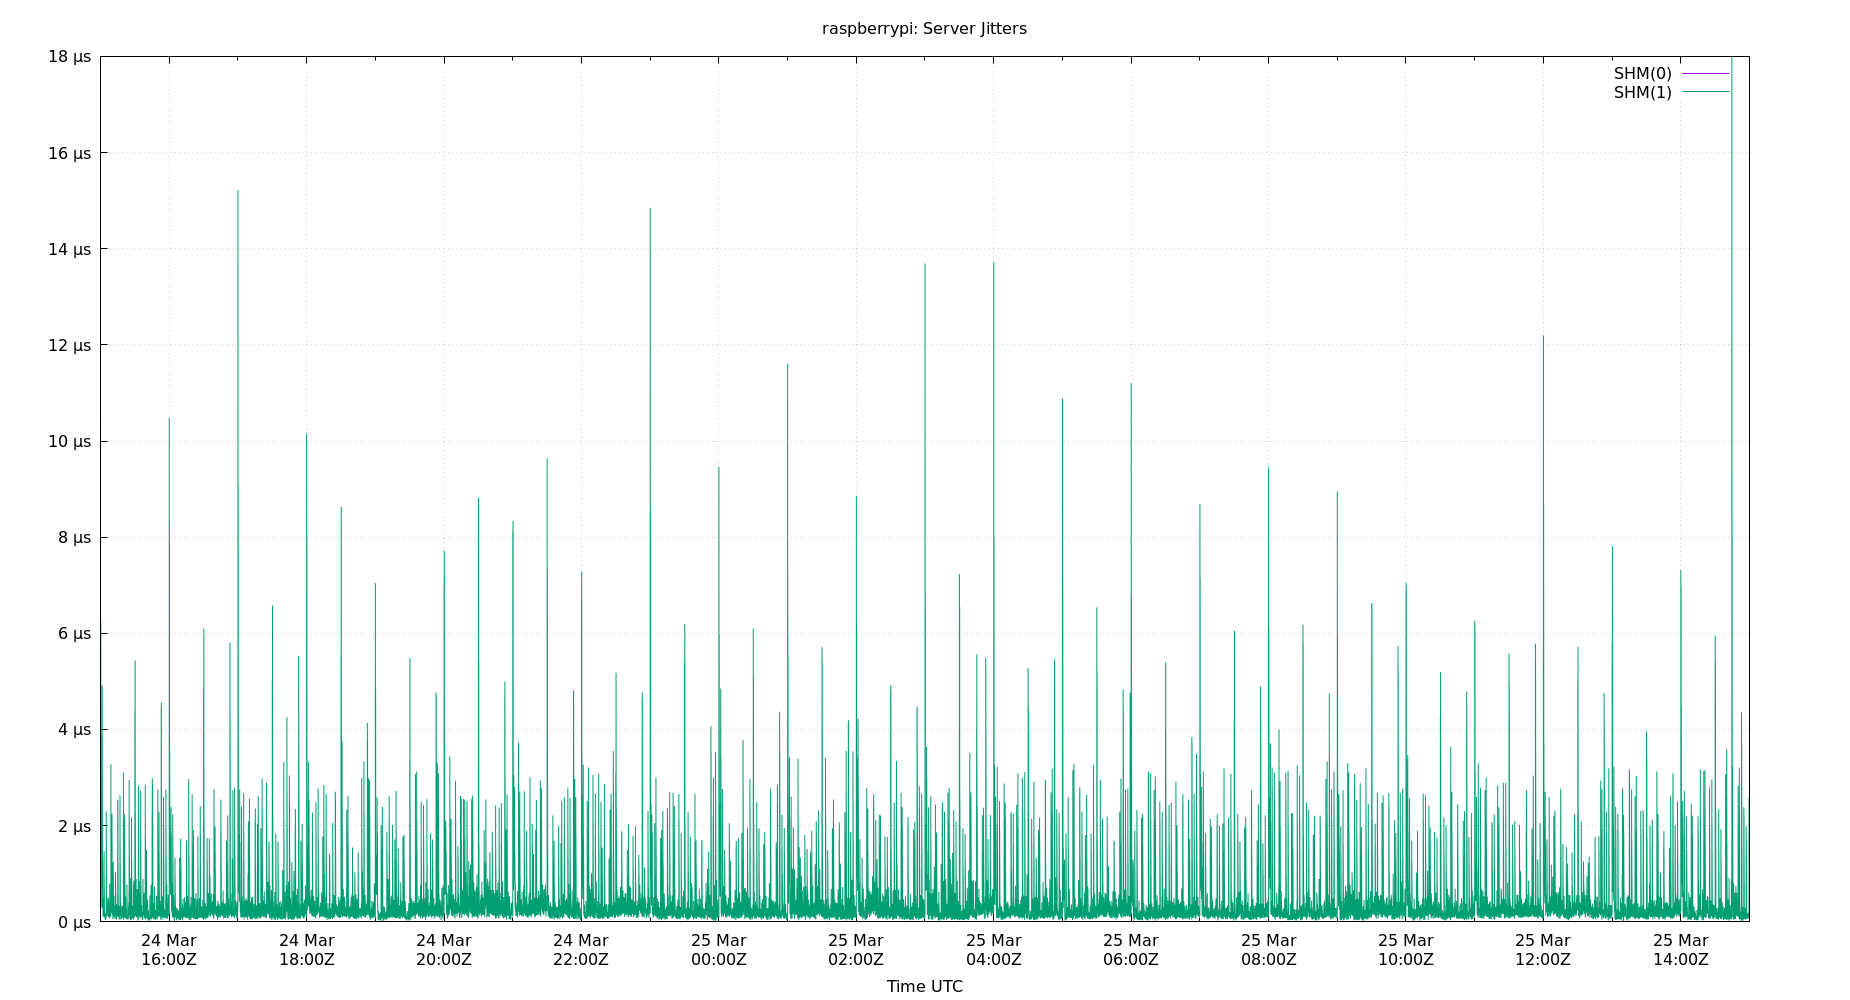 raspberrypi: Server Jitters
18 µs
16 µs
14 µs
12 µs
10 µs
8 µs
6 µs
4 µs
2 µs
0 µs
SHM(0)
SHM(1)
24 Mar 24 Mar 24 Mar 24 Mar 25 Mar 25 Mar 25 Mar 25 Mar 25 Mar 25 Mar 25 Mar 25 Mar
16:00Z 18:00Z 20:00Z 22:00Z 00:00Z 02:00Z 04:00Z 06:00Z 08:00Z 10:00Z 12:00Z 14:00Z
Time UTC